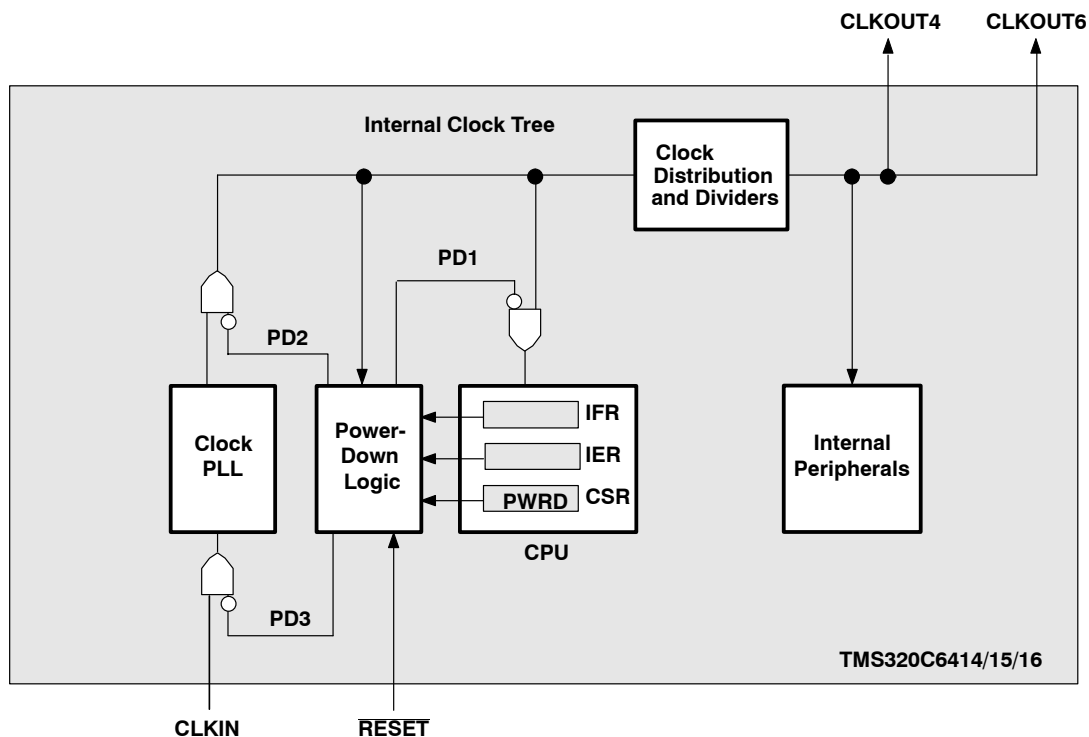 CLKOUT4
CLKOUT6
Internal Clock Tree
Clock
Distribution
and Dividers
PD1
PD2
Clock
PLL
Power-
Down
Logic
IFR
IER
PWRD
CSR
CPU
Internal
Peripherals
PD3
TMS320C6414/15/16
CLKIN
RESET